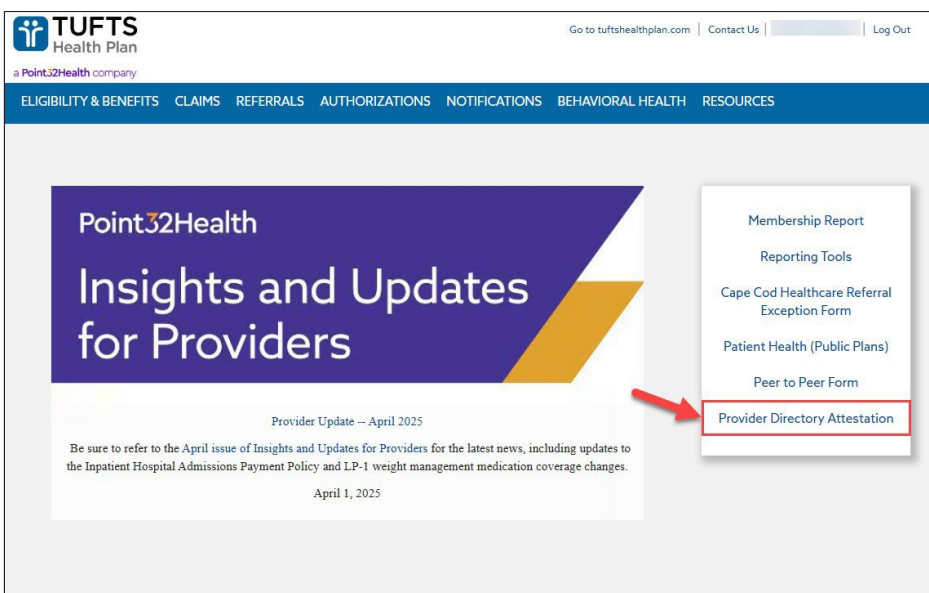 TUFTS
Health Plan
a Point32Health company
Go to tuftshealthplan.com | Contact Us | | Log Out
ELIGIBILITY & BENEFITS CLAIMS REFERRALS AUTHORIZATIONS NOTIFICATIONS BEHAVIORAL HEALTH RESOURCES
Point32Health
Insights and Updates
for Providers
Provider Update -- April 2025
Be sure to refer to the April issue of Insights and Updates for Providers for the latest news, including updates to
the Inpatient Hospital Admissions Payment Policy and LP-1 weight management medication coverage changes.
April 1, 2025
Membership Report
Reporting Tools
Cape Cod Healthcare Referral
Exception Form
Patient Health (Public Plans)
Peer to Peer Form
Provider Directory Attestation